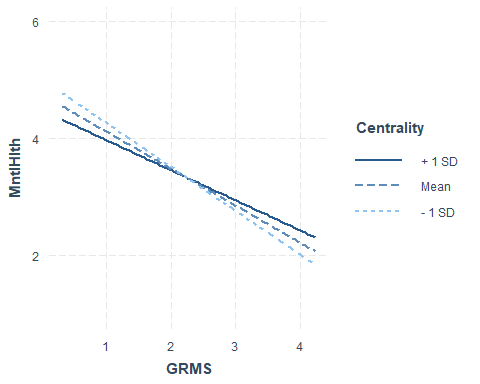 6
4
2
MntlHlth
1
2
3
4
GRMS
Centrality
+ 1 SD
Mean
- 1 SD